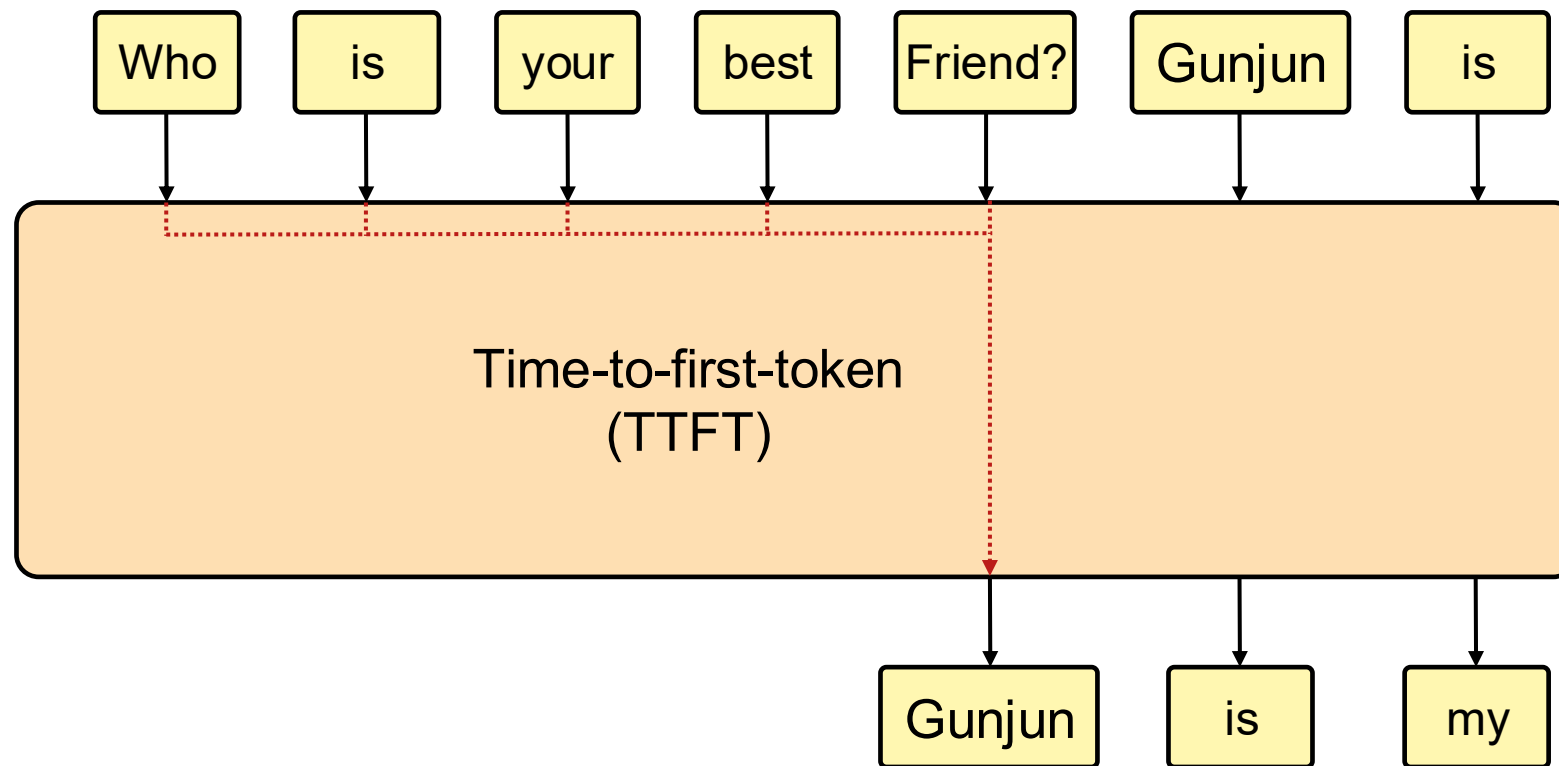 Who is your best Friend? Gunjun is
Time-to-first-token
(TTFT)
Gunjun is my